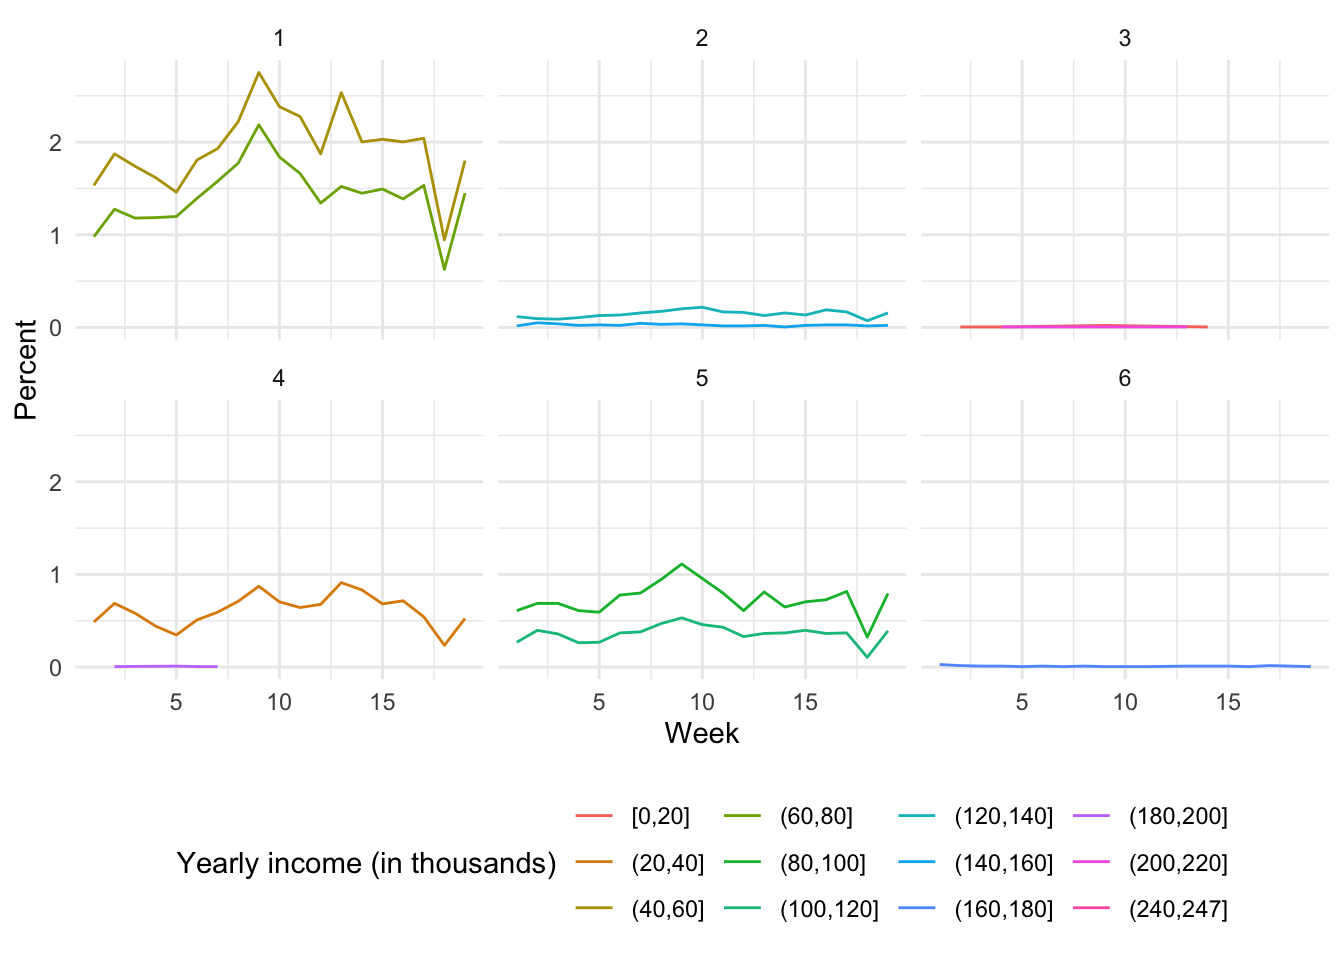 1 2 3
2
1
0
Percent
4 5 6
2
1
0
5 10 15 5 10 15 5 10 15
Week
Yearly income (in thousands)
[0,20] (60,80] (120,140] (180,200]
(20,40] (80,100] (140,160] (200,220]
(40,60] (100,120] (160,180] (240,247]